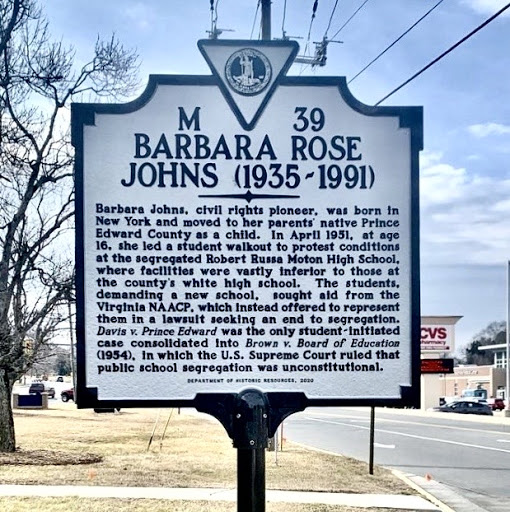 M 39
BARBARA ROSE
JOHNS (1935-1991)
Barbara Johns, civil rights pioneer, was born in
New York and moved to her parents' native Prince
Edward County as a child. In April 1951, at age
16, she led a student walkout to protest conditions
at the segregated Robert Russa Moton High School,
where facilities were vastly inferior to those at
the county's white high school. The students,
demanding a new school, sought aid from the
Virginia NAACP, which instead offered to represent
them in a lawsuit seeking an end to segregation.
Davis v. Prince Edward was the only student-initiated
case consolidated into Brown v. Board of Education
(1954), in which the U.S. Supreme Court ruled that
public school segregation was unconstitutional.
DEPARTMENT OF HISTORIC RESOURCES, 2020
CVS
pharmacy